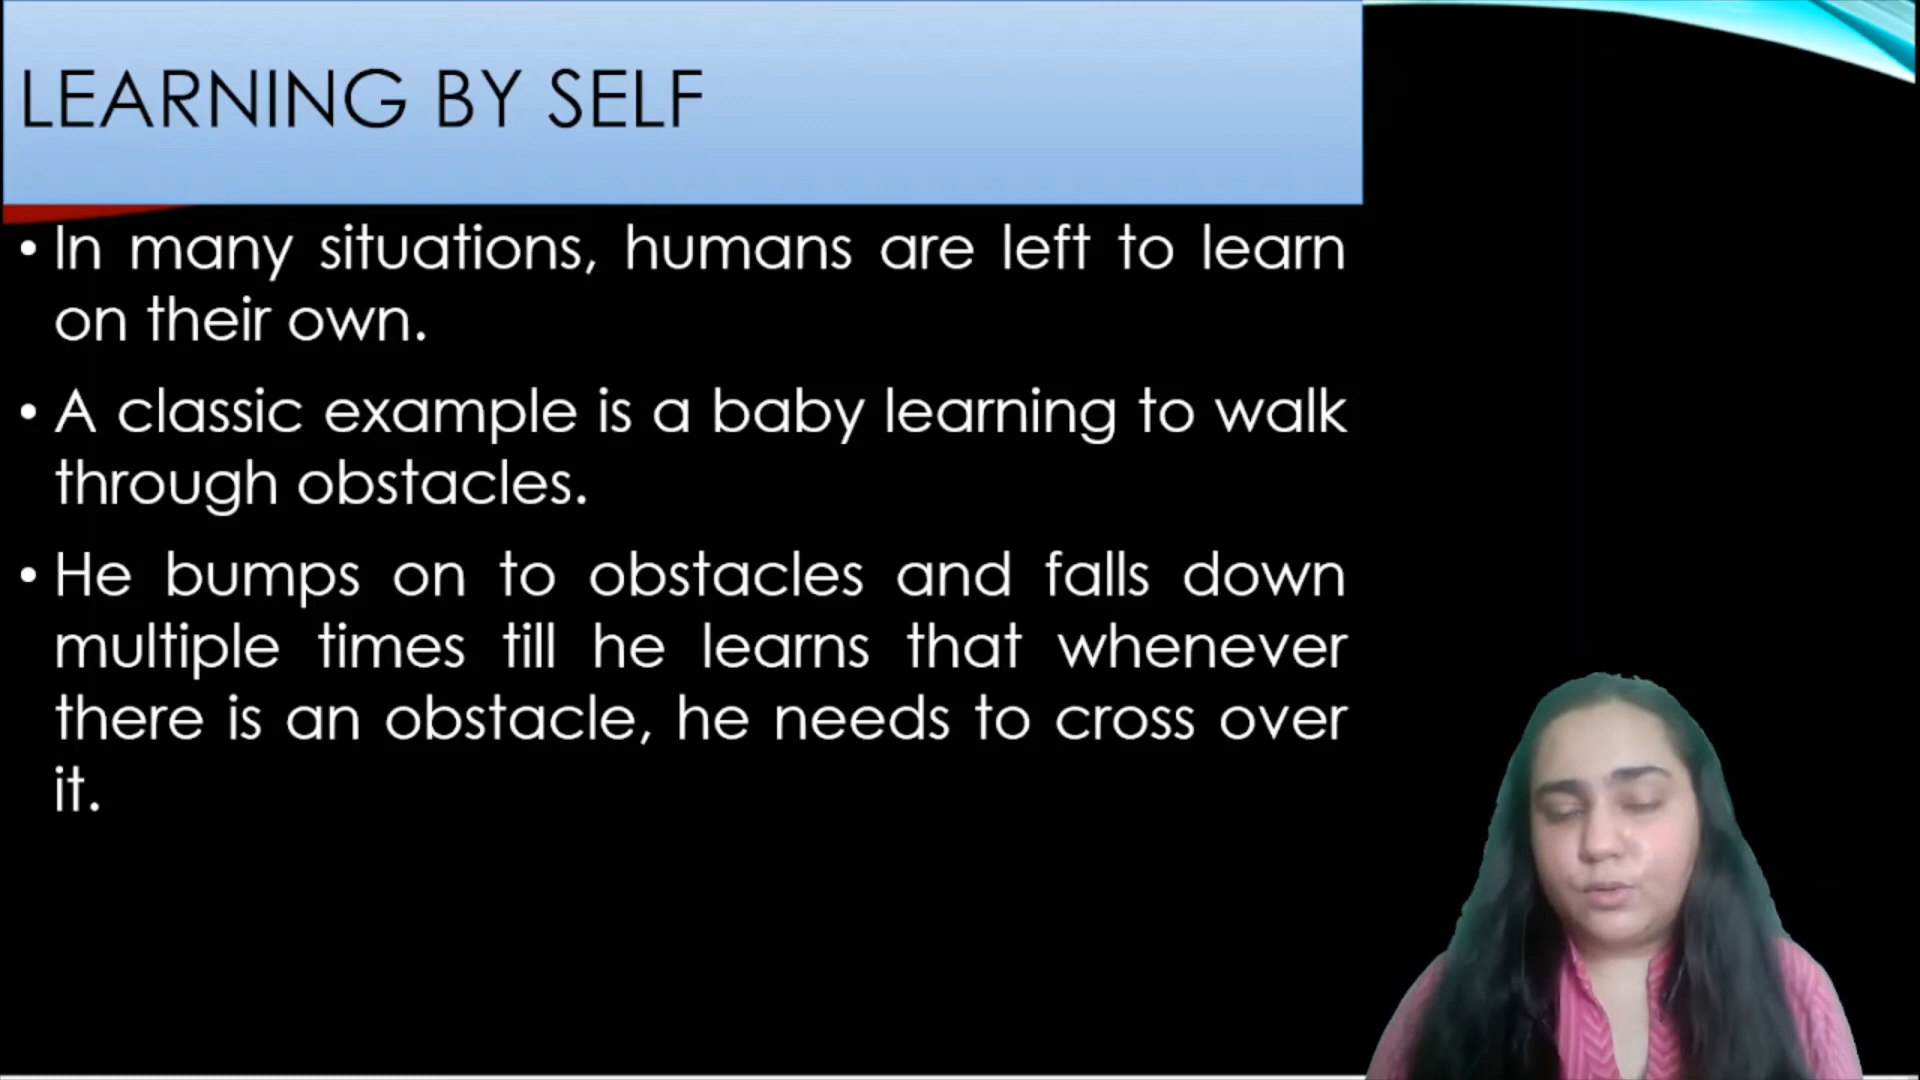 LEARNING BY SELF
• In many situations, humans are left to learn
on their own.
• A classic example is a baby learning to walk
through obstacles.
• He bumps on to obstacles and falls down
multiple times till he learns that whenever
there is an obstacle, he needs to cross over
it.